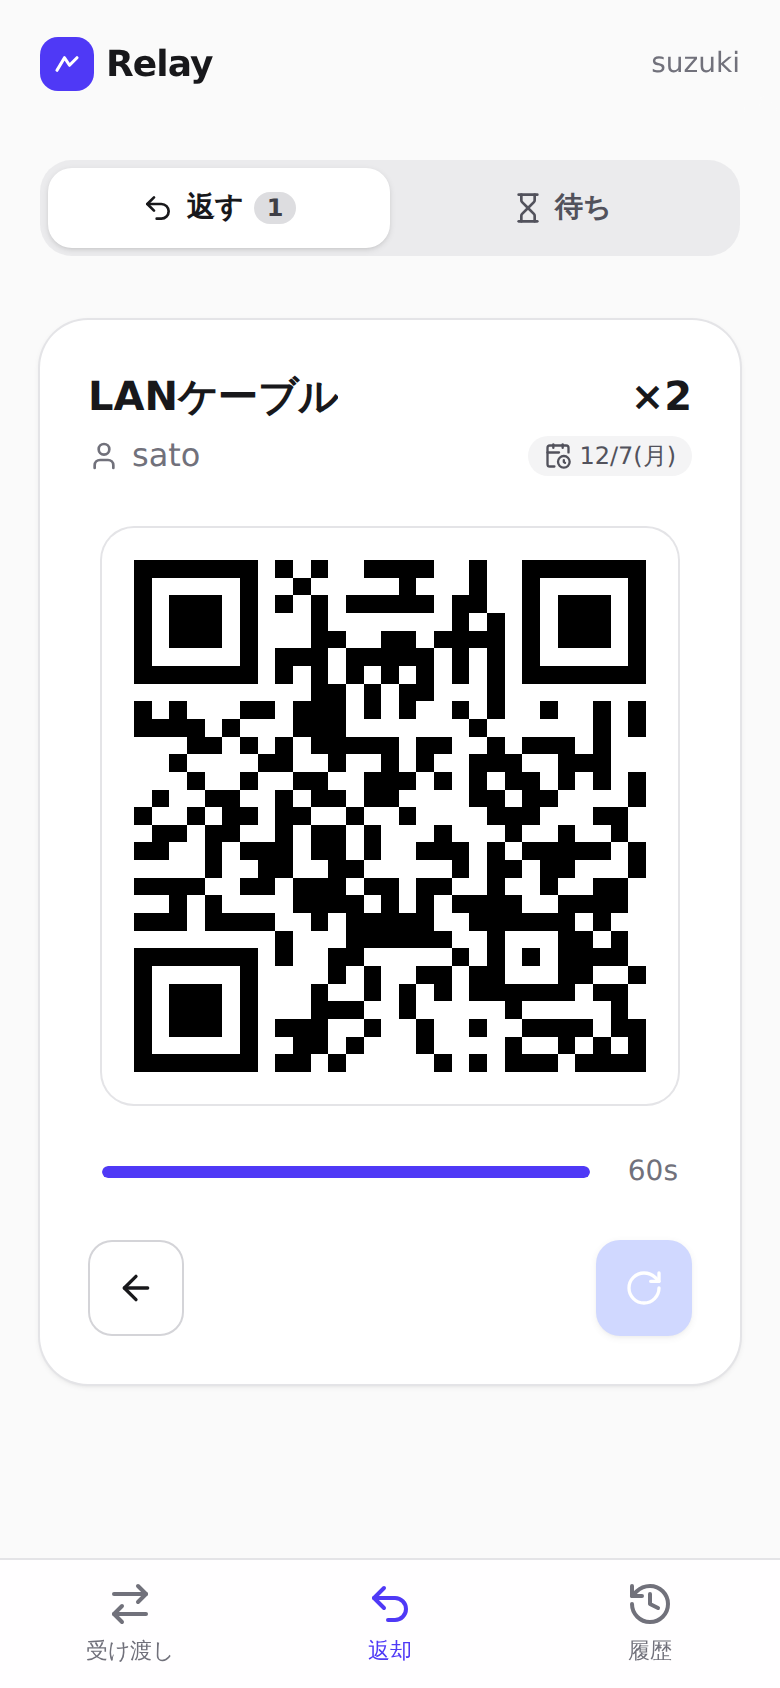 Relay
suzuki
返す 1
待ち
LANケーブル ×2
sato
12/7(月)
60s
受け渡し
返却
履歴